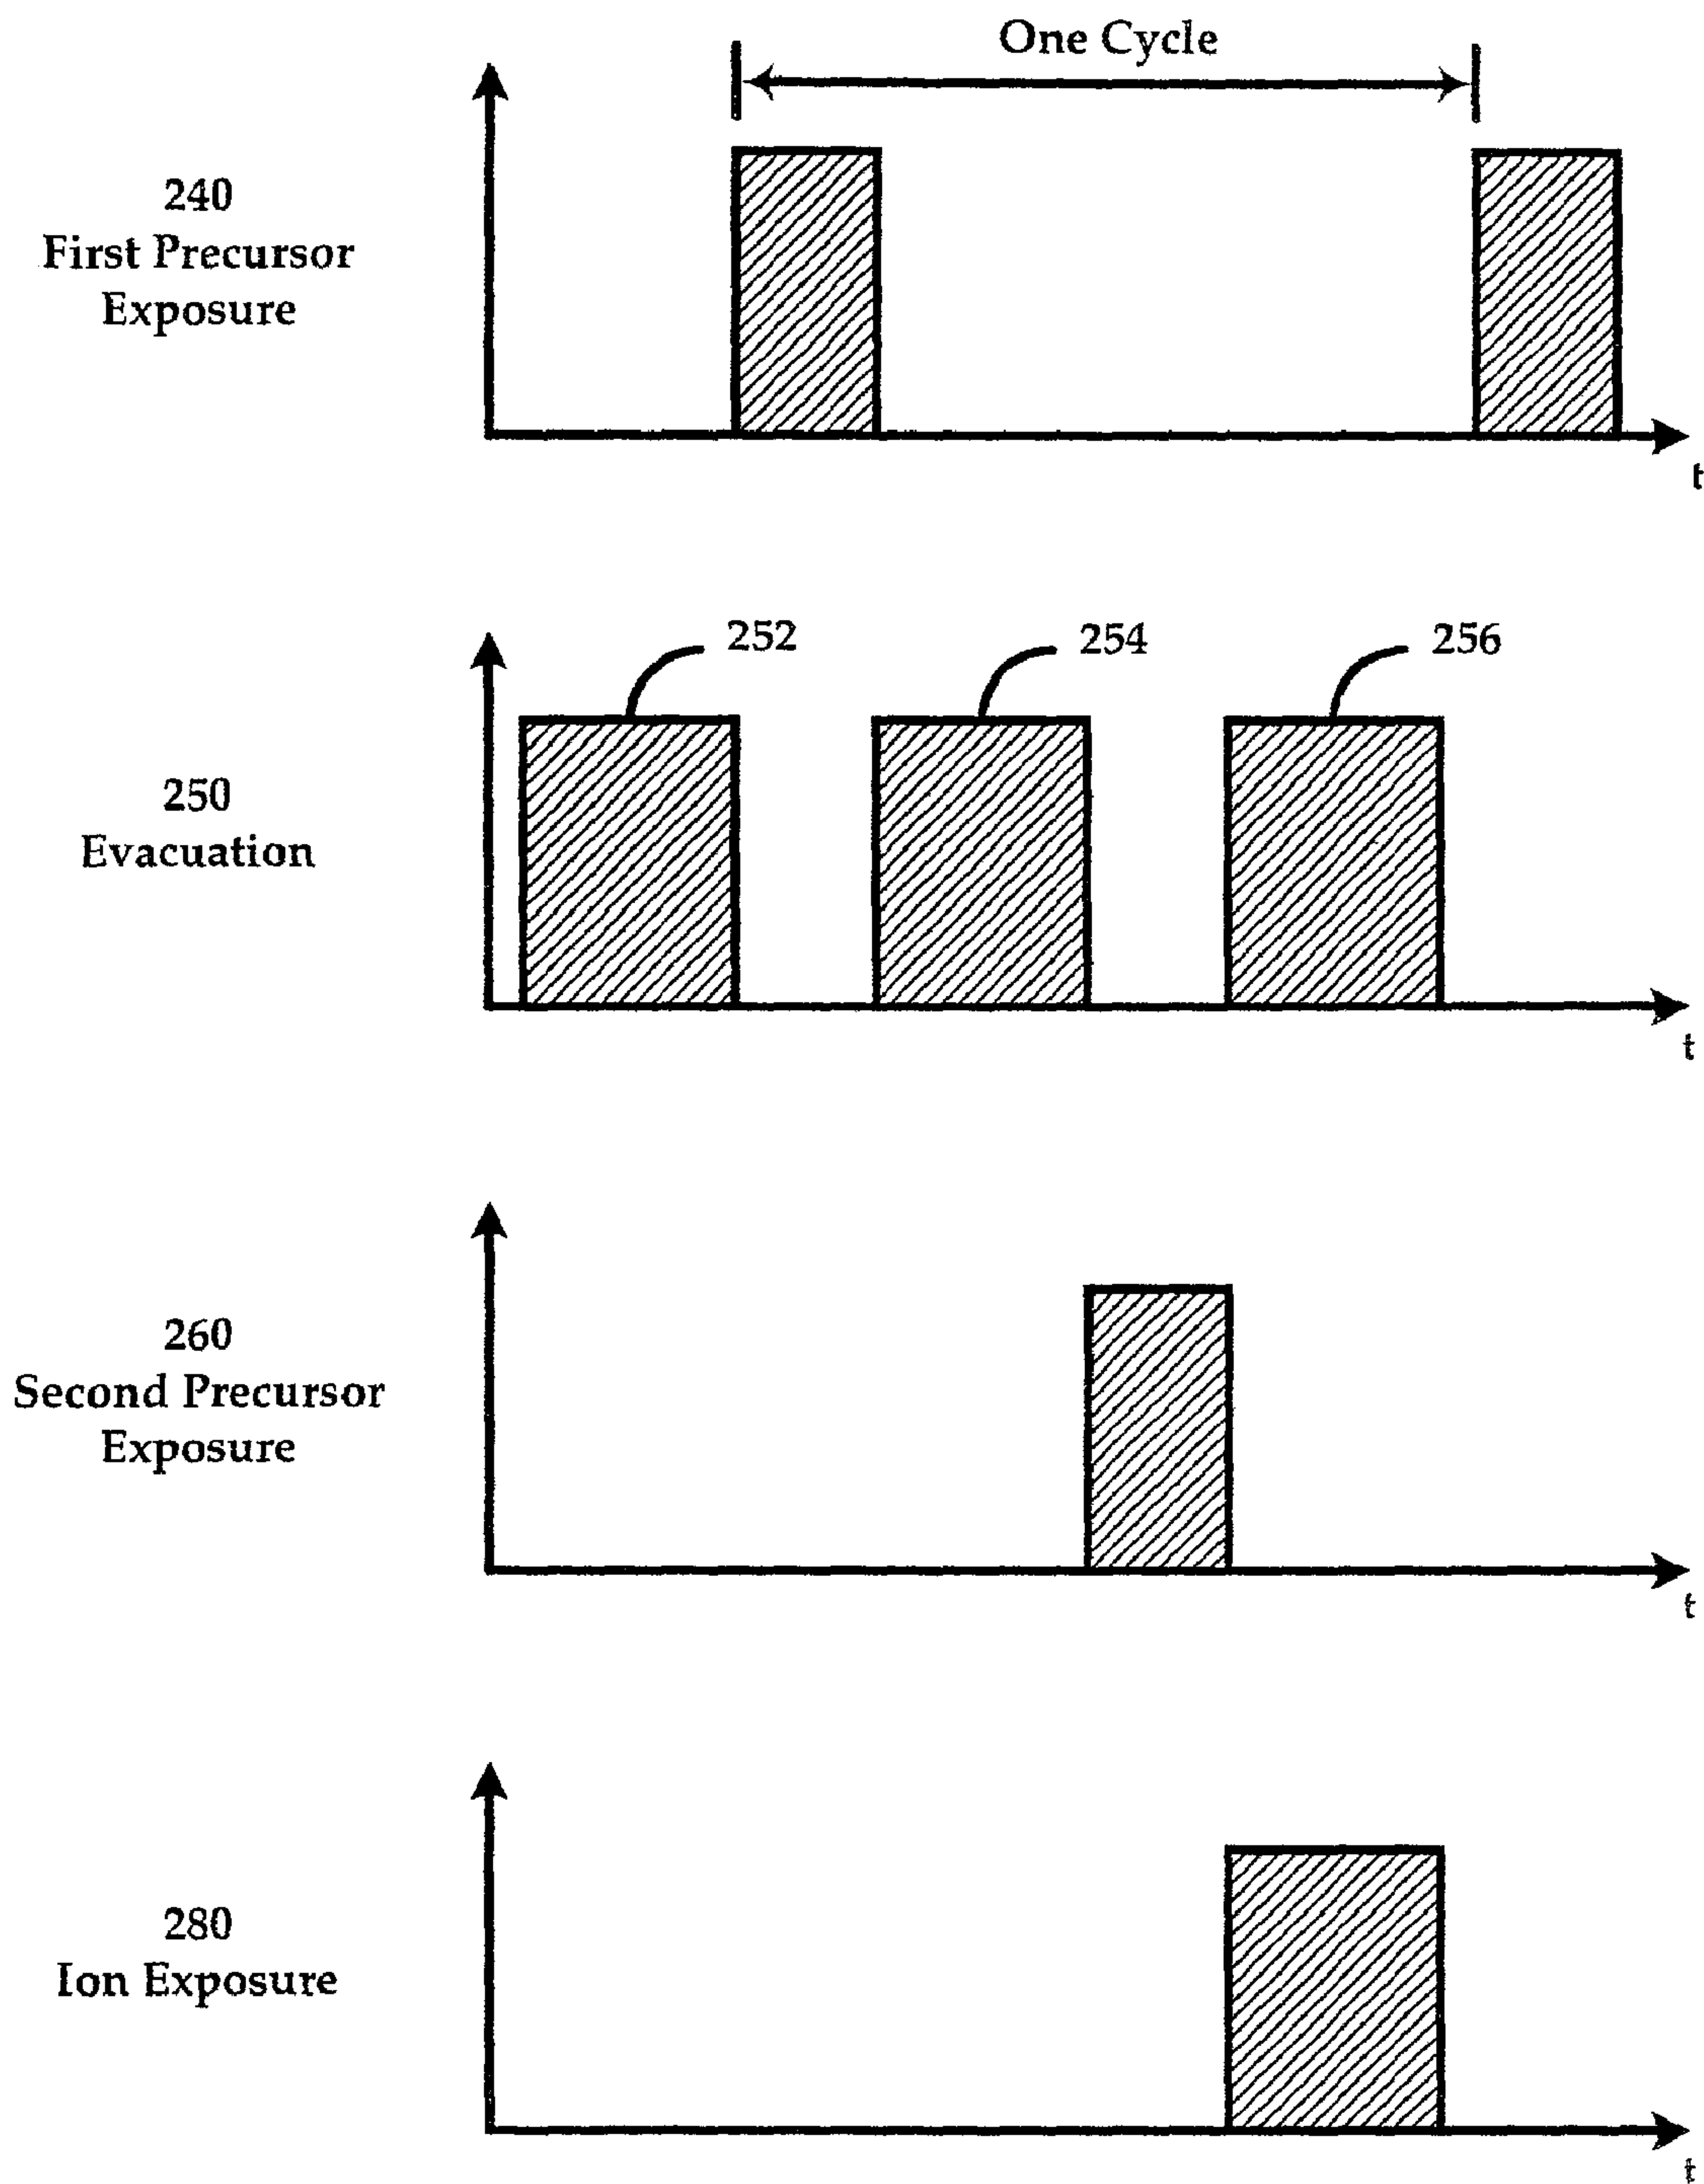 One Cycle
240
First Precursor
Exposure
t
252
254
256
250
Evacuation
t
260
Second Precursor
Exposure
t
280
Ion Exposure
t